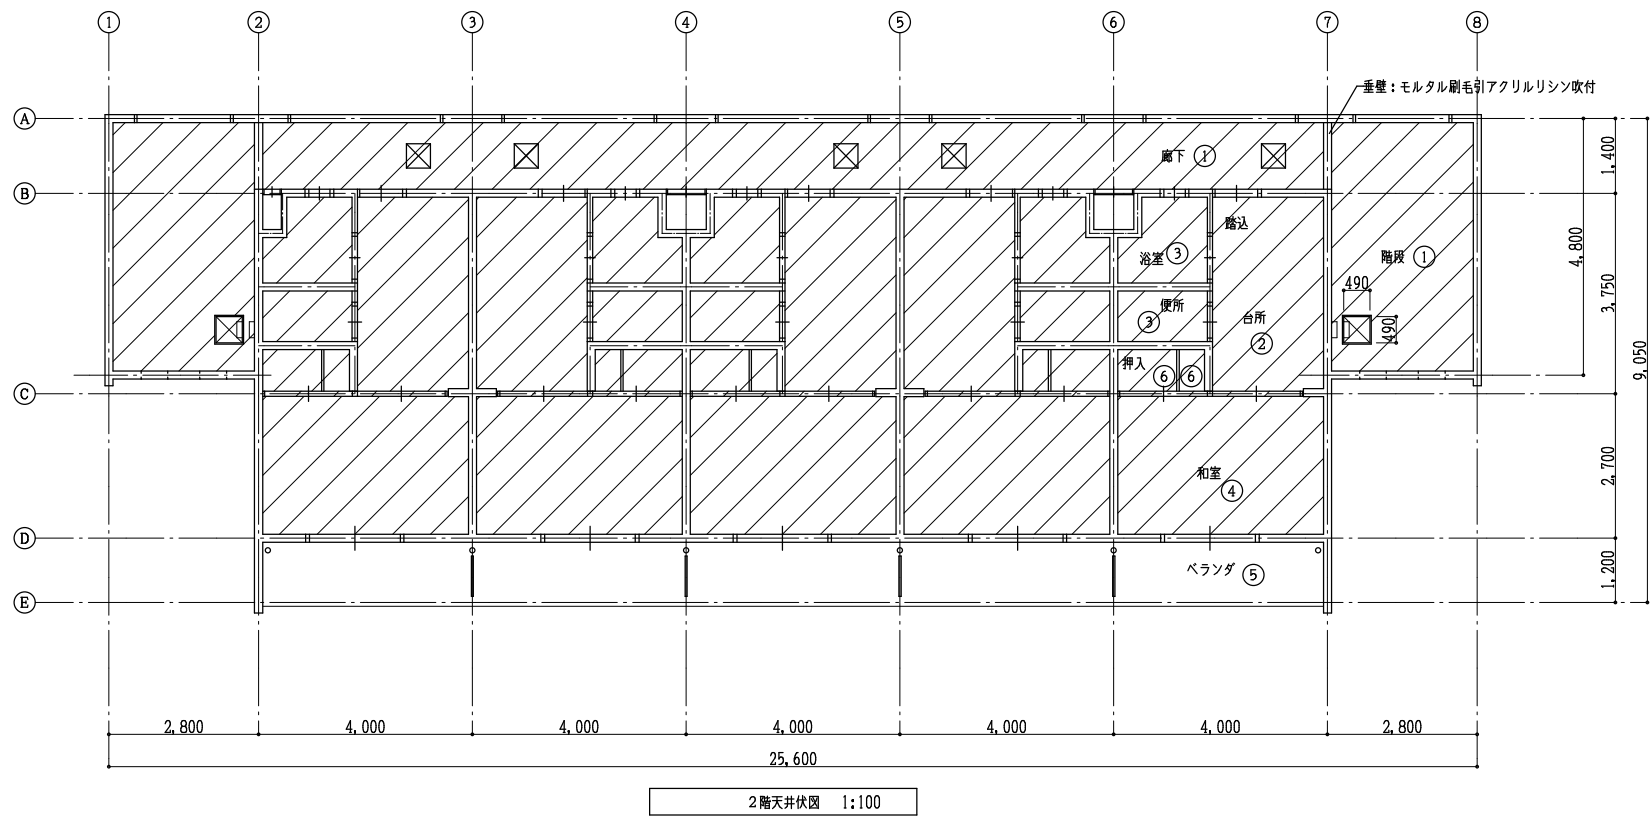 ① ② ③ ④ ⑤ ⑥ ⑦ ⑧
垂壁：モルタル刷毛引アクリルリシン吹付
Ⓐ
1,400
廊下 ①
Ⓑ
踏込
4,800
浴室 ③
階段 ①
490
3,750
便所
③
台所
②
490
9,050
押入
⑥ ⑥
Ⓒ
和室
④
2,700
Ⓓ
ベランダ ⑤
1,200
Ⓔ
2,800 4,000 4,000 4,000 4,000 4,000 2,800
25,600
2階天井伏図 1:100